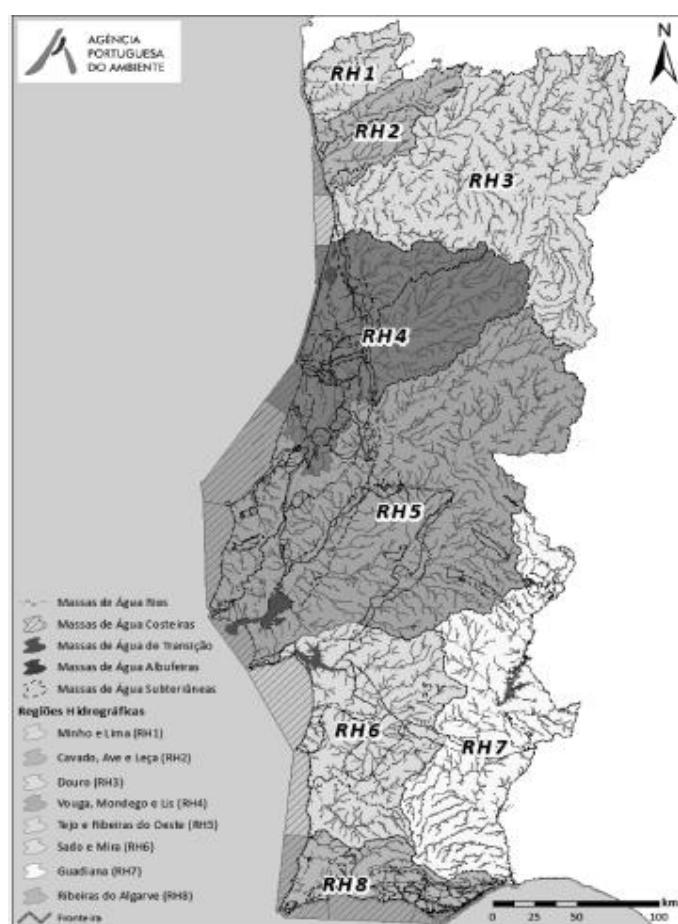 AGÊNCIA
PORTUGUESA
DO AMBIENTE
N
RH1
RH2
RH3
RH4
RH5
RH6
RH7
RH8
Massas de Água Rios
Massas de Água Costeiras
Massas de Água de Transição
Massas de Água Albufeiras
Massas de Água Subterrâneas
Regiões Hidrográficas
Minho e Lima (RH1)
Cavado, Ave e Leça (RH2)
Douro (RH3)
Vouga, Mondego e Lis (RH4)
Tejo e Ribeiras do Oeste (RH5)
Sado e Mira (RH6)
Guadiana (RH7)
Ribeiras do Algarve (RH8)
Fronteira
km
0 25 50 100